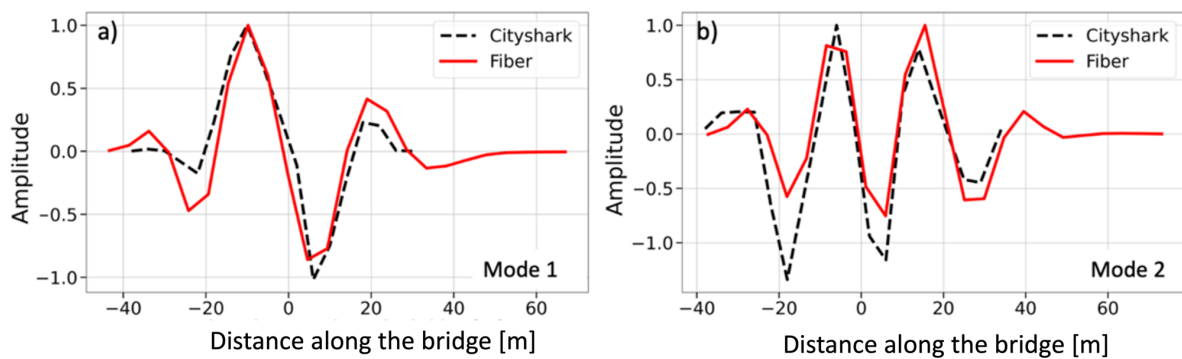 a)
Cityshark
Fiber
1.0
0.5
0.0
−0.5
−1.0
Amplitude
Mode 1
−40 −20 0 20 40 60
Distance along the bridge [m]
b)
Cityshark
Fiber
1.0
0.5
0.0
−0.5
−1.0
Amplitude
Mode 2
−40 −20 0 20 40 60
Distance along the bridge [m]